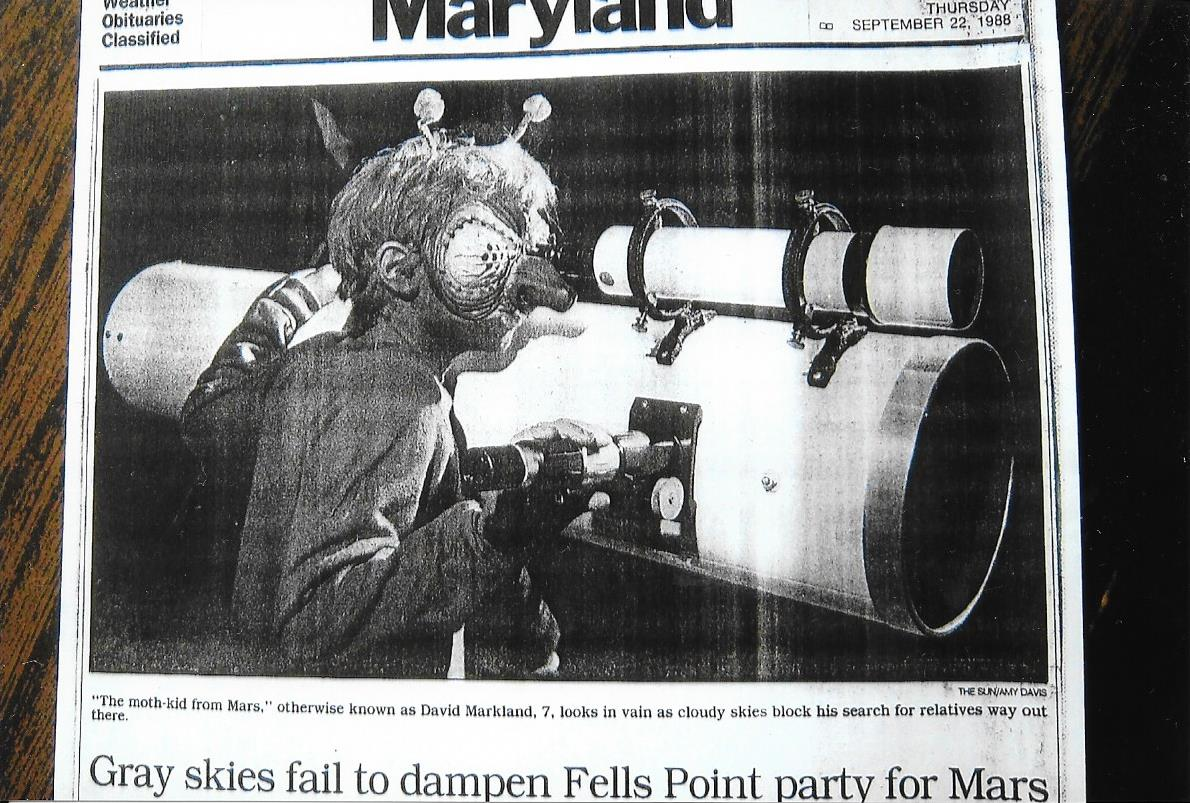 Weather
Obituaries
Classified
Maryland
THURSDAY
SEPTEMBER 22, 1988
THE SUN/AMY DAVIS
"The moth-kid from Mars," otherwise known as David Markland, 7, looks in vain as cloudy skies block his search for relatives way out
there.
Gray skies fail to dampen Fells Point party for Mars